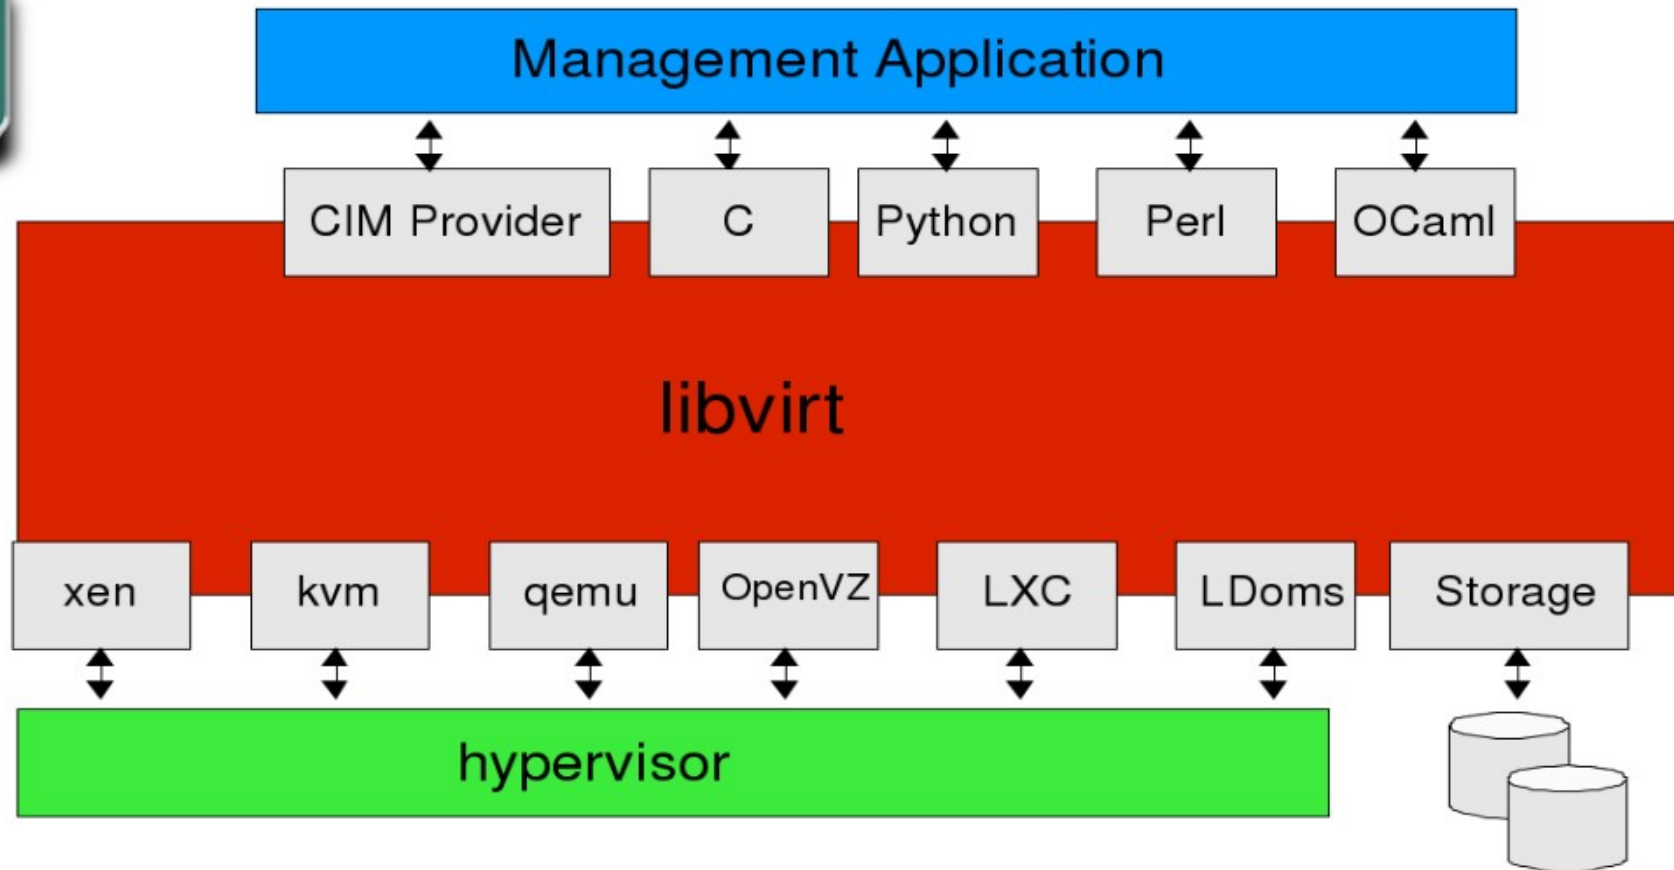 Management Application
CIM Provider
C
Python
Perl
OCaml
libvirt
xen
kvm
qemu
OpenVZ
LXC
LDoms
Storage
hypervisor